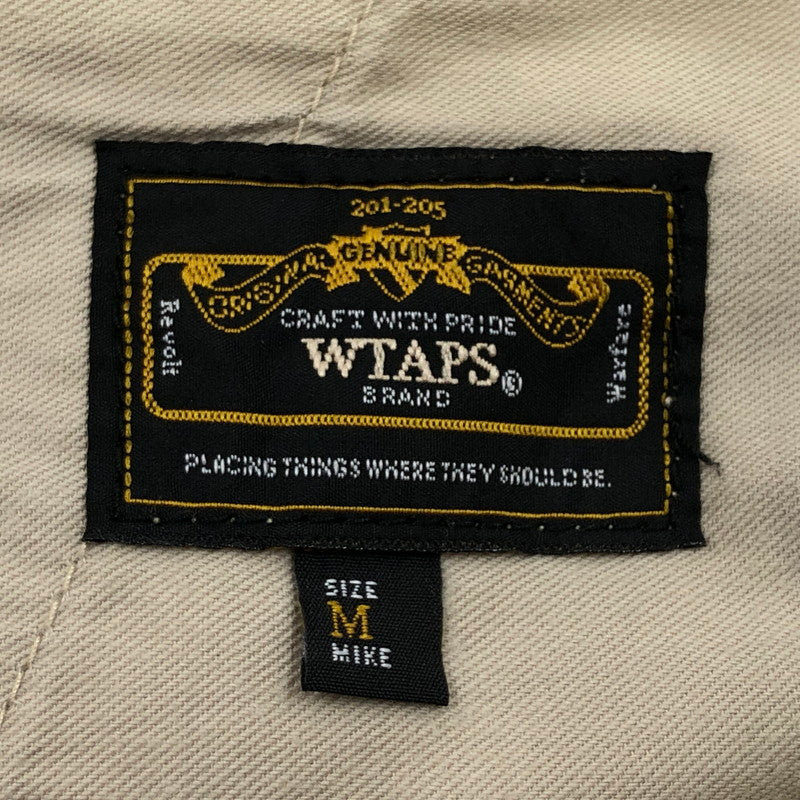 201-205
ORIGINAL GENUINE GARMENTS
CRAFT WITH PRIDE
WTAPS®
BRAND
Revolt
Warfare
PLACING THINGS WHERE THEY SHOULD BE.
SIZE
M
MIKE